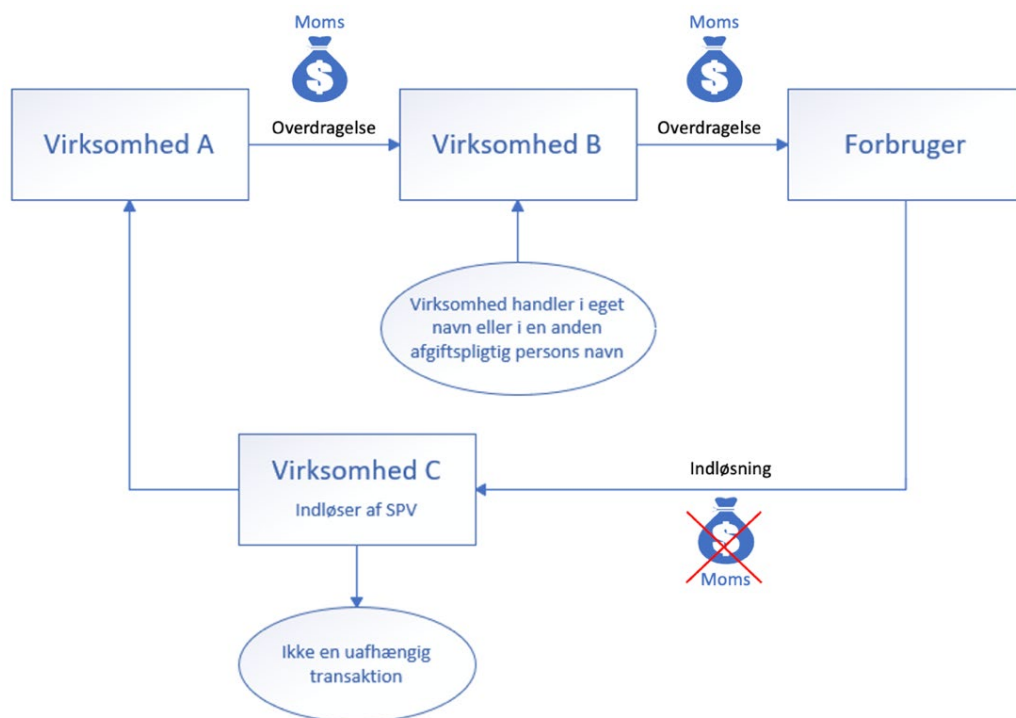 Moms
Moms
Virksomhed A
Overdragelse
Virksomhed B
Overdragelse
Forbruger
Virksomhed handler i eget
navn eller i en anden
afgiftspligtig persons navn
Virksomhed C
Indløser af SPV
Indløsning
Moms
Ikke en uafhængig
transaktion